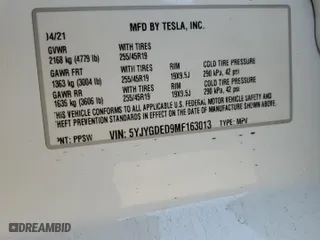 04/21
MFD BY TESLA, INC.
GVWR
2168 kg (4779 lb)
WITH TIRES
255/45R19
GAWR FRT
1363 kg (3004 lb)
WITH TIRES
255/45R19
RIM
19X9.5J
COLD TIRE PRESSURE
290 kPa, 42 psi
GAWR RR
1635 kg (3606 lb)
WITH TIRES
255/45R19
RIM
19X9.5J
COLD TIRE PRESSURE
290 kPa, 42 psi
THIS VEHICLE CONFORMS TO ALL APPLICABLE U.S. FEDERAL MOTOR VEHICLE SAFETY AND
THEFT PREVENTION STANDARDS IN EFFECT ON THE DATE OF MANUFACTURE SHOWN ABOVE.
PNT: PPSW
VIN: 5YJYGDED9MF163013
TYPE: MPV
DREAMBID